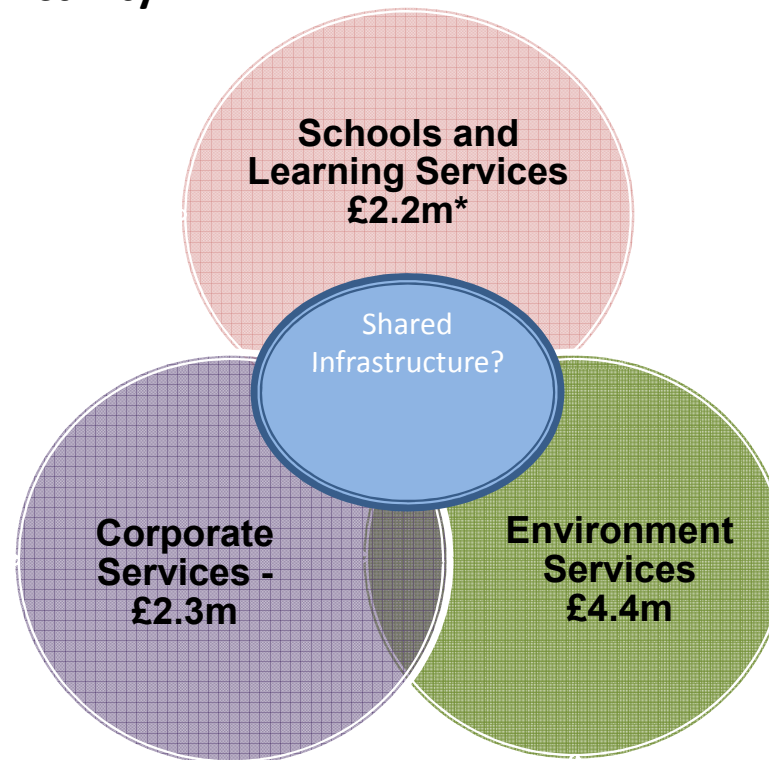 Schools and
Learning Services
£2.2m*
Shared
Infrastructure?
Corporate
Services -
£2.3m
Environment
Services
£4.4m